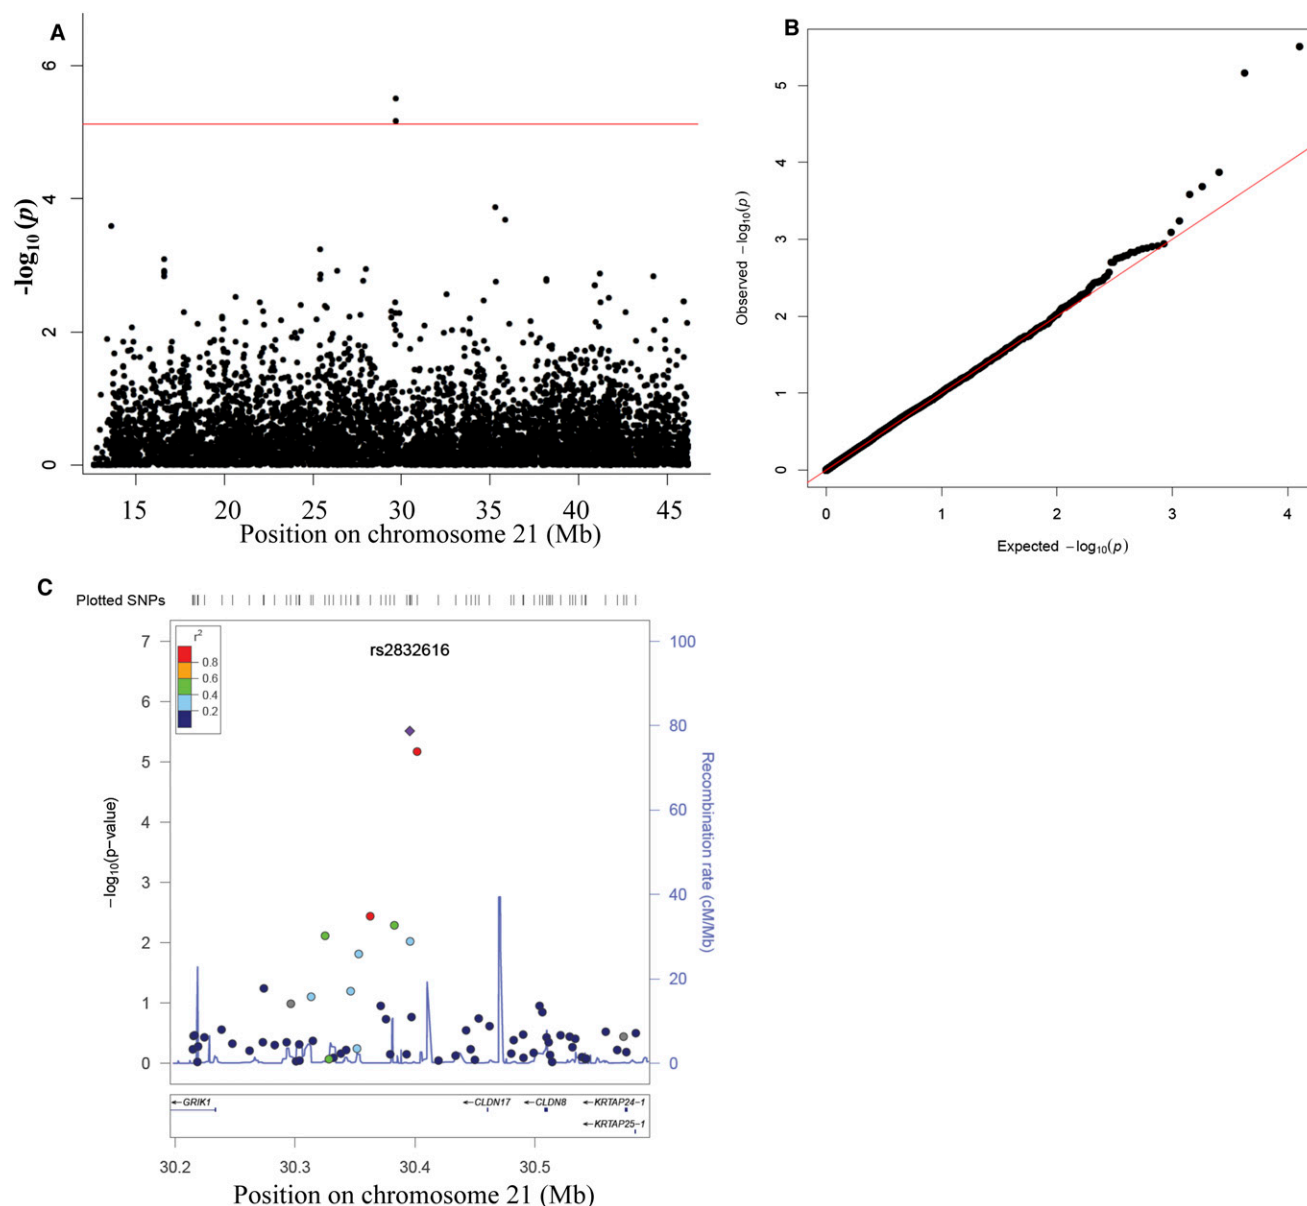 A
6
4
2
0
-log10 (p)
15 20 25 30 35 40 45
Position on chromosome 21 (Mb)
B
5
4
3
2
1
0
Observed −log10(p)
0 1 2 3 4
Expected −log10(p)
C
Plotted SNPs
r2
0.8
0.6
0.4
0.2
rs2832616
7
6
5
4
3
2
1
0
−log10(p−value)
100
80
60
40
20
0
Recombination rate (cM/Mb)
←GRIK1 ←CLDN17 ←CLDN8 ←KRTAP24−1
←KRTAP25−1
30.2 30.3 30.4 30.5
Position on chromosome 21 (Mb)